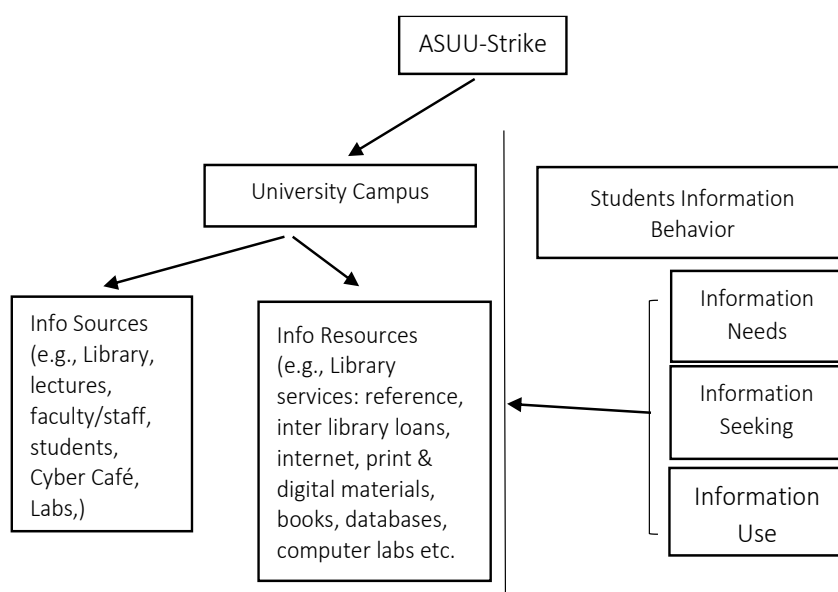 ASUU-Strike
University Campus
Students Information
Behavior
Info Sources
(e.g., Library,
lectures,
faculty/staff,
students,
Cyber Café,
Labs,)
Info Resources
(e.g., Library
services: reference,
inter library loans,
internet, print &
digital materials,
books, databases,
computer labs etc.
Information
Needs
Information
Seeking
Information
Use